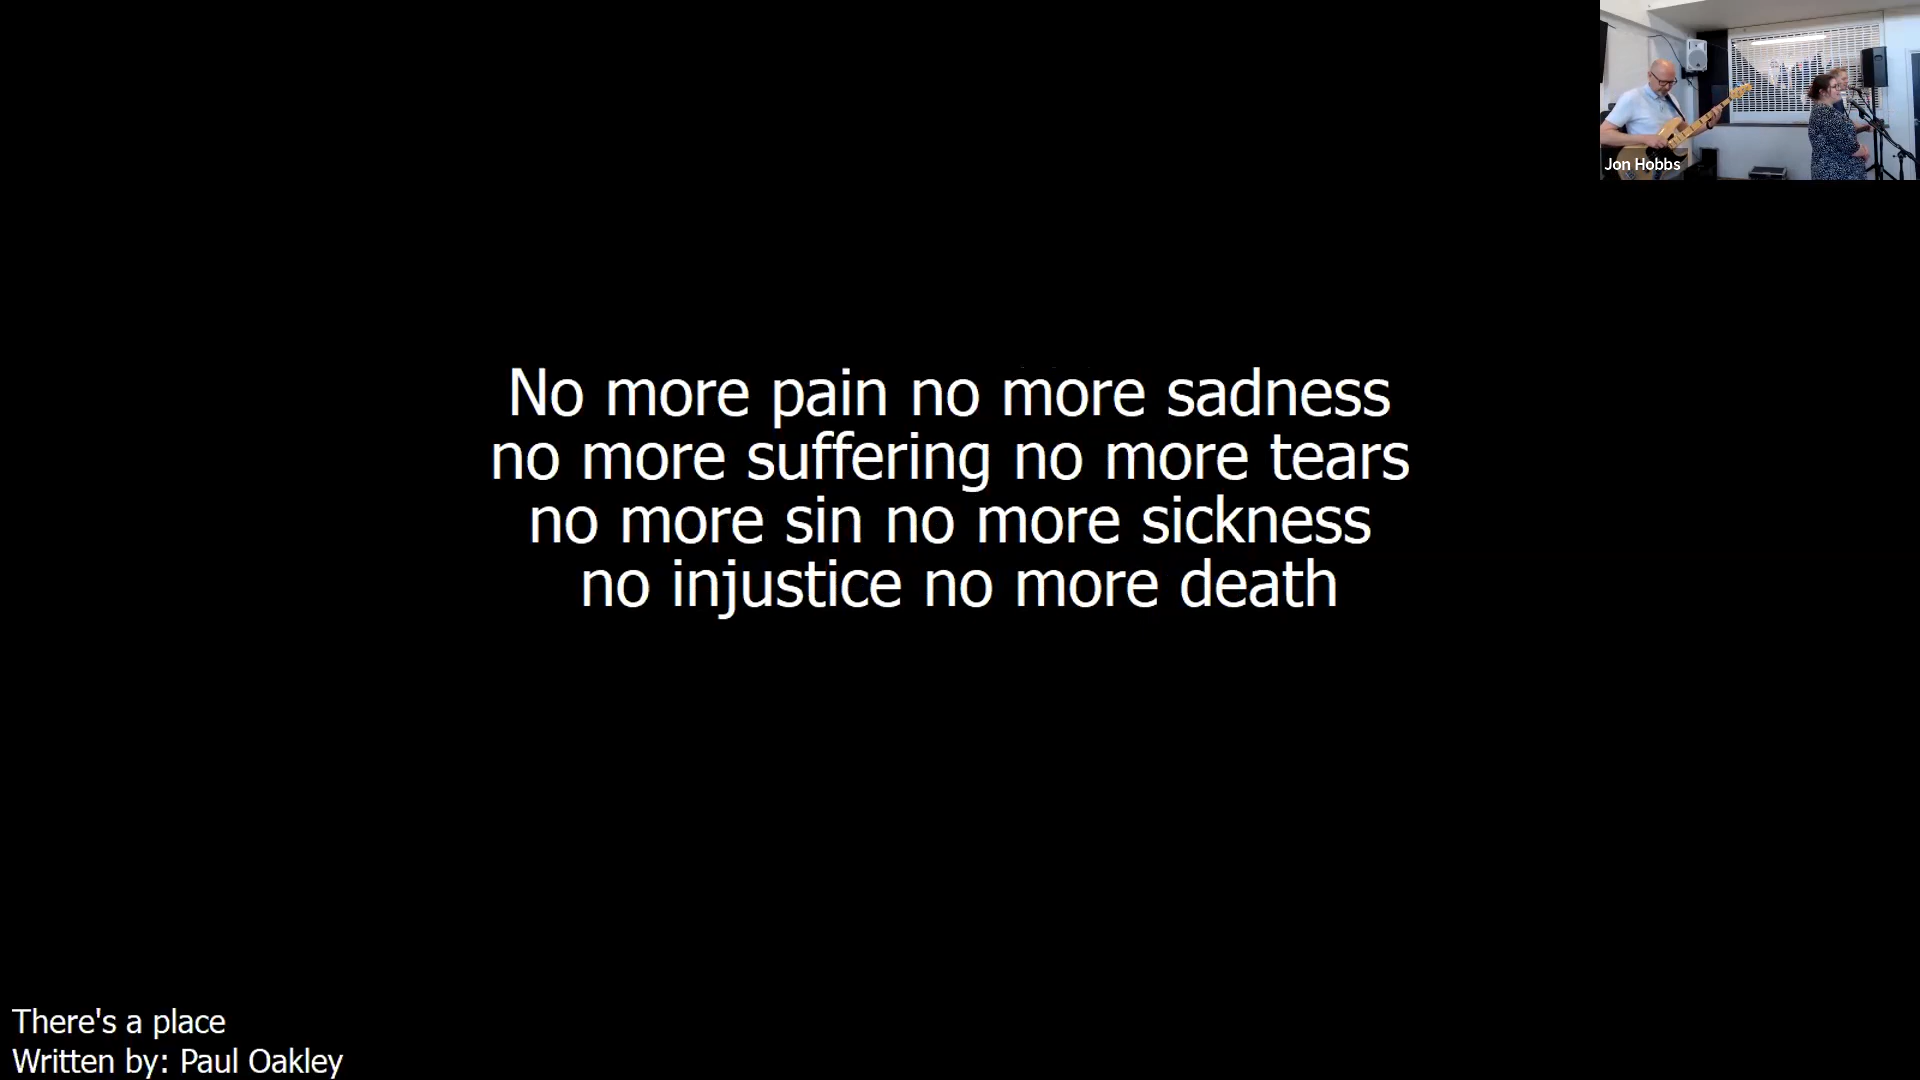 No more pain no more sadness
no more suffering no more tears
no more sin no more sickness
no injustice no more death
There's a place
Written by: Paul Oakley
Jon Hobbs